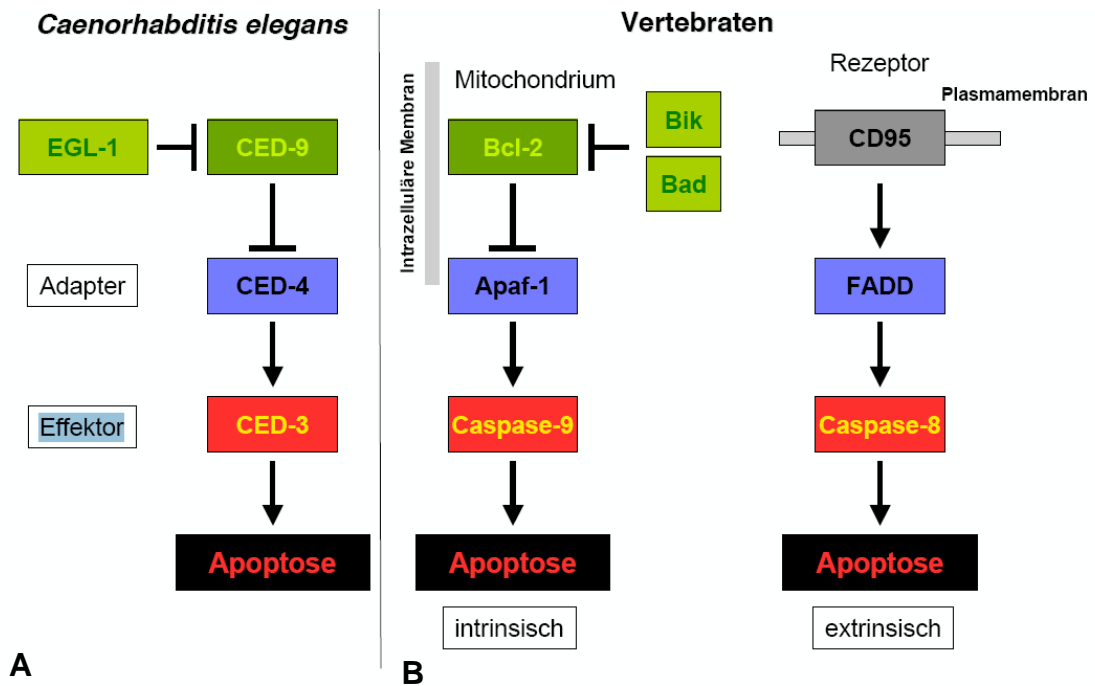 Caenorhabditis elegans
EGL-1
CED-9
Adapter
CED-4
Effektor
CED-3
Apoptose
A
Vertebraten
Intrazelluläre Membran
Mitochondrium
Bcl-2
Bik
Bad
Apaf-1
Caspase-9
Apoptose
intrinsisch
Rezeptor
Plasmamembran
CD95
FADD
Caspase-8
Apoptose
extrinsisch
B